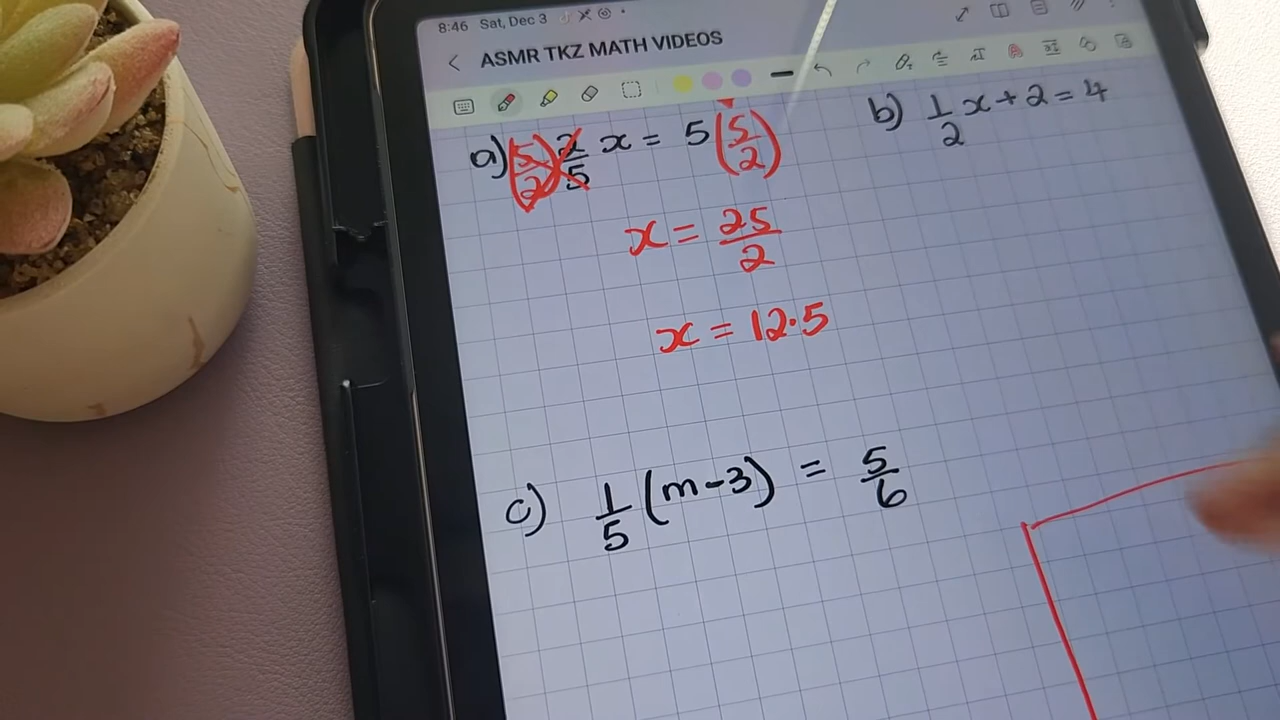 8:46 Sat, Dec 3
ASMR TKZ MATH VIDEOS
a) (5/2) 2/5 x = 5 (5/2)
x = 25/2
x = 12.5
b) 1/2 x + 2 = 4
c) 1/5 (m - 3) = 5/6